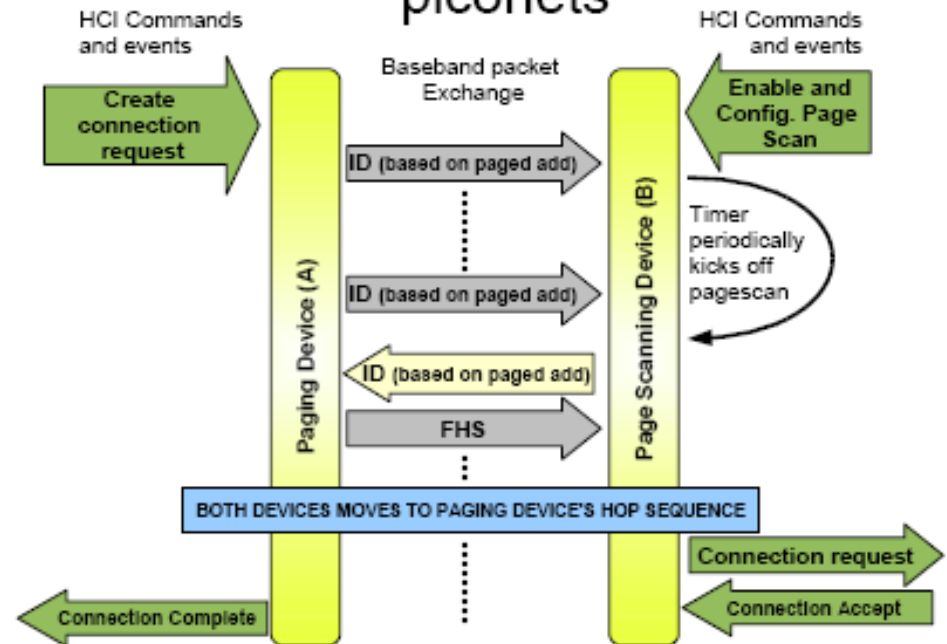 piconets
HCI Commands
and events
Baseband packet
Exchange
HCI Commands
and events
Create
connection
request
Enable and
Config. Page
Scan
ID (based on paged add)
Timer
periodically
kicks off
pagescan
Paging Device (A)
Page Scanning Device (B)
ID (based on paged add)
ID (based on paged add)
FHS
BOTH DEVICES MOVES TO PAGING DEVICE'S HOP SEQUENCE
Connection request
Connection Complete
Connection Accept